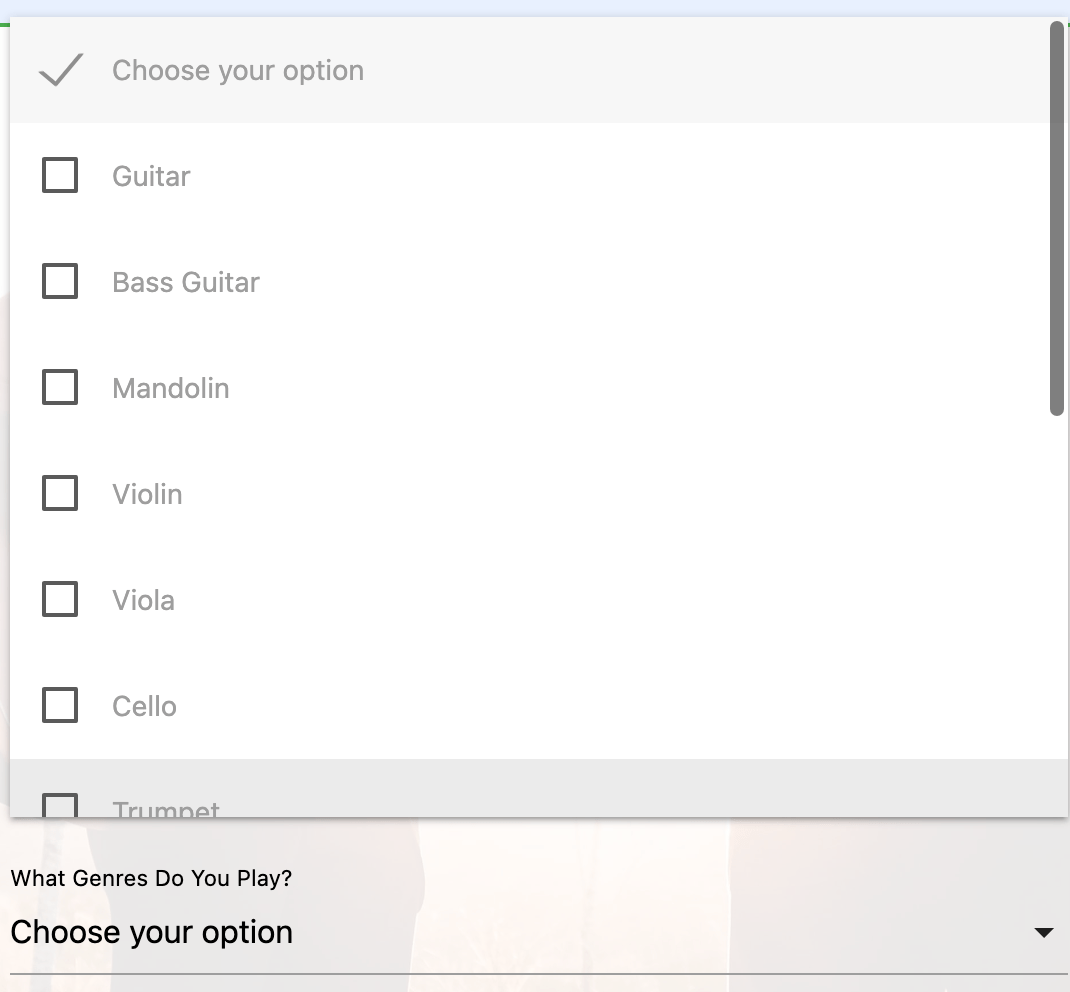 Choose your option
Guitar
Bass Guitar
Mandolin
Violin
Viola
Cello
Trumpet
What Genres Do You Play?
Choose your option